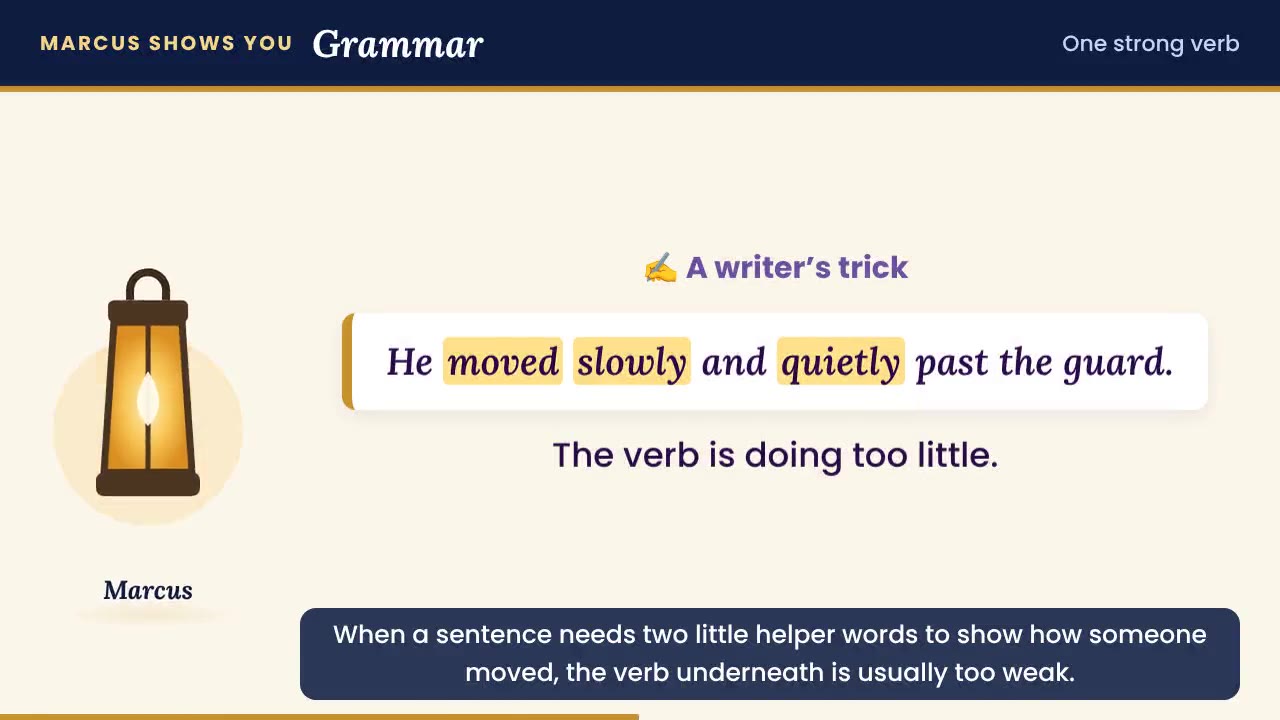 MARCUS SHOWS YOU Grammar
One strong verb
✍️ A writer’s trick
He moved slowly and quietly past the guard.
The verb is doing too little.
Marcus
When a sentence needs two little helper words to show how someone
moved, the verb underneath is usually too weak.